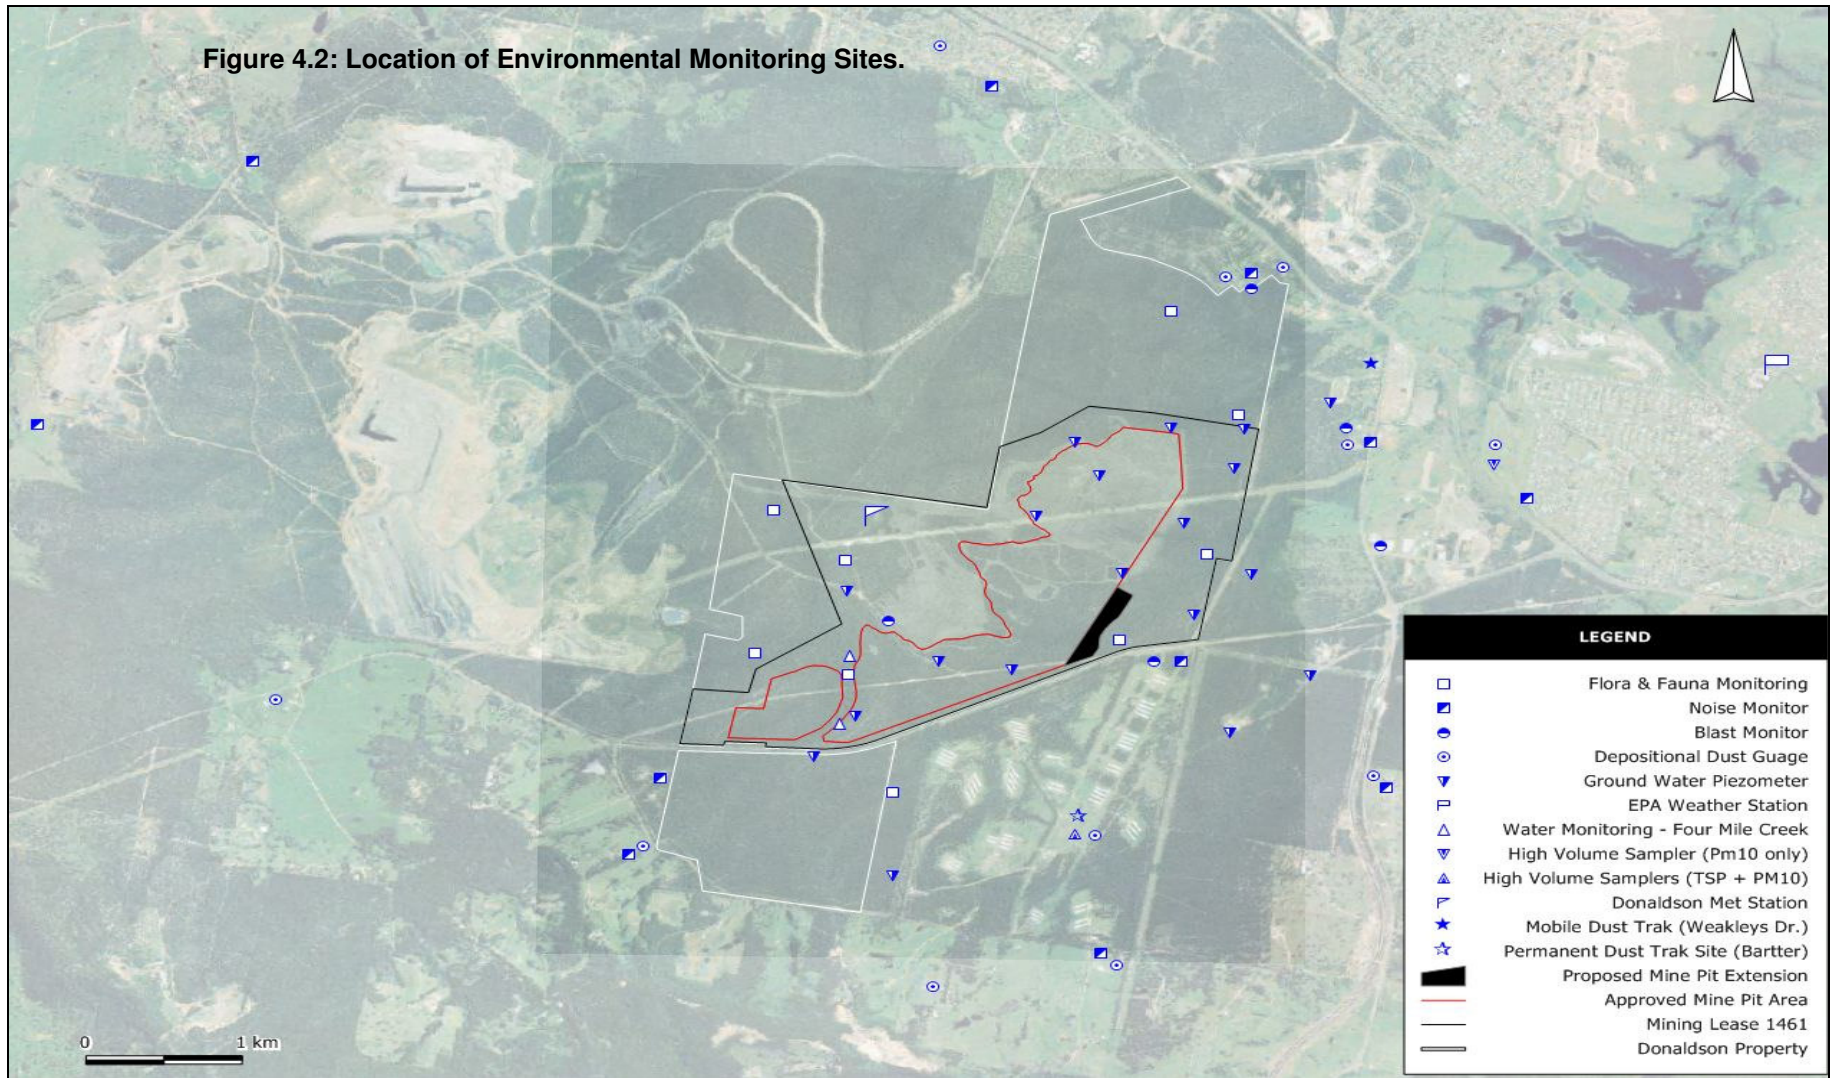 Figure 4.2: Location of Environmental Monitoring Sites.
LEGEND
Flora & Fauna Monitoring
Noise Monitor
Blast Monitor
Depositional Dust Guage
Ground Water Piezometer
EPA Weather Station
Water Monitoring - Four Mile Creek
High Volume Sampler (Pm10 only)
High Volume Samplers (TSP + PM10)
Donaldson Met Station
Mobile Dust Trak (Weakleys Dr.)
Permanent Dust Trak Site (Bartter)
Proposed Mine Pit Extension
Approved Mine Pit Area
Mining Lease 1461
Donaldson Property
0 1 km